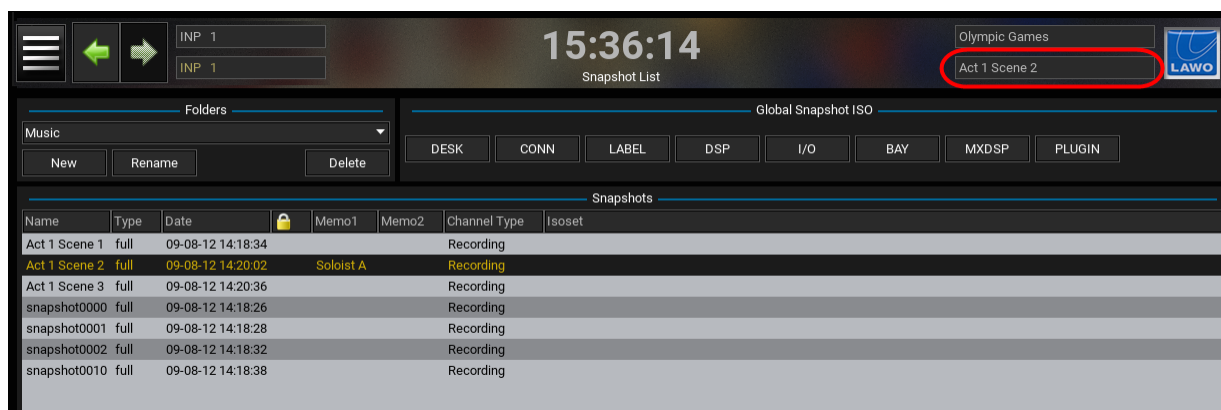 INP 1
INP 1
15:36:14
Snapshot List
Olympic Games
Act 1 Scene 2
LAWO
Folders
Music
New Rename Delete
Global Snapshot ISO
DESK CONN LABEL DSP I/O BAY MXDSP PLUGIN
Snapshots
Name Type Date Memo1 Memo2 Channel Type Isoset
Act 1 Scene 1 full 09-08-12 14:18:34 Recording
Act 1 Scene 2 full 09-08-12 14:20:02 Soloist A Recording
Act 1 Scene 3 full 09-08-12 14:20:36 Recording
snapshot0000 full 09-08-12 14:18:26 Recording
snapshot0001 full 09-08-12 14:18:28 Recording
snapshot0002 full 09-08-12 14:18:32 Recording
snapshot0010 full 09-08-12 14:18:38 Recording